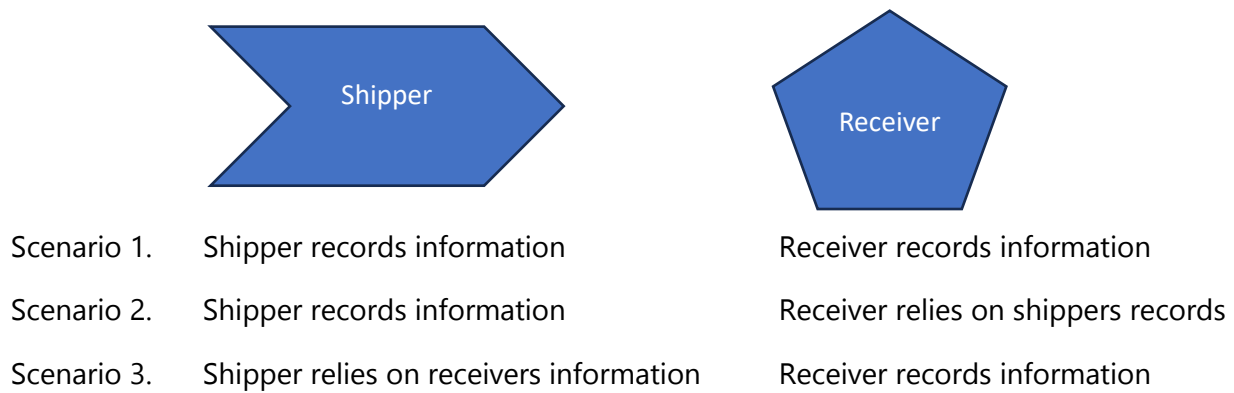 Shipper
Receiver
Scenario 1. Shipper records information Receiver records information
Scenario 2. Shipper records information Receiver relies on shippers records
Scenario 3. Shipper relies on receivers information Receiver records information